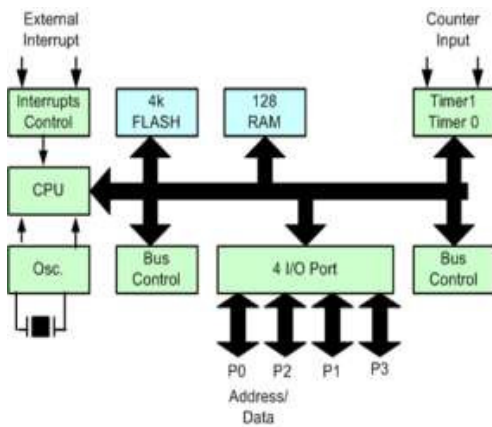 External
Interrupt
Counter
Input
Interrupts
Control
4k
FLASH
128
RAM
Timer1
Timer 0
CPU
Osc.
Bus
Control
4 I/O Port
Bus
Control
P0
P2
P1
P3
Address/
Data